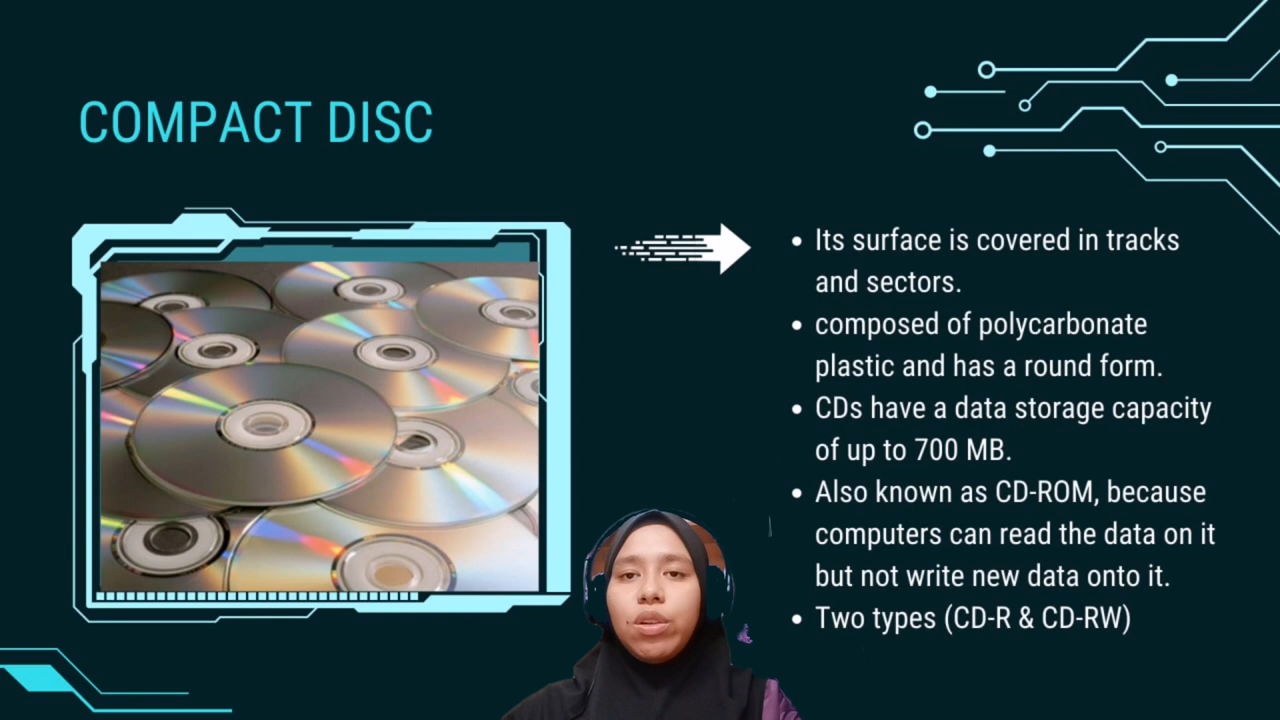 COMPACT DISC
Its surface is covered in tracks
and sectors.
composed of polycarbonate
plastic and has a round form.
CDs have a data storage capacity
of up to 700 MB.
Also known as CD-ROM, because
computers can read the data on it
but not write new data onto it.
Two types (CD-R & CD-RW)